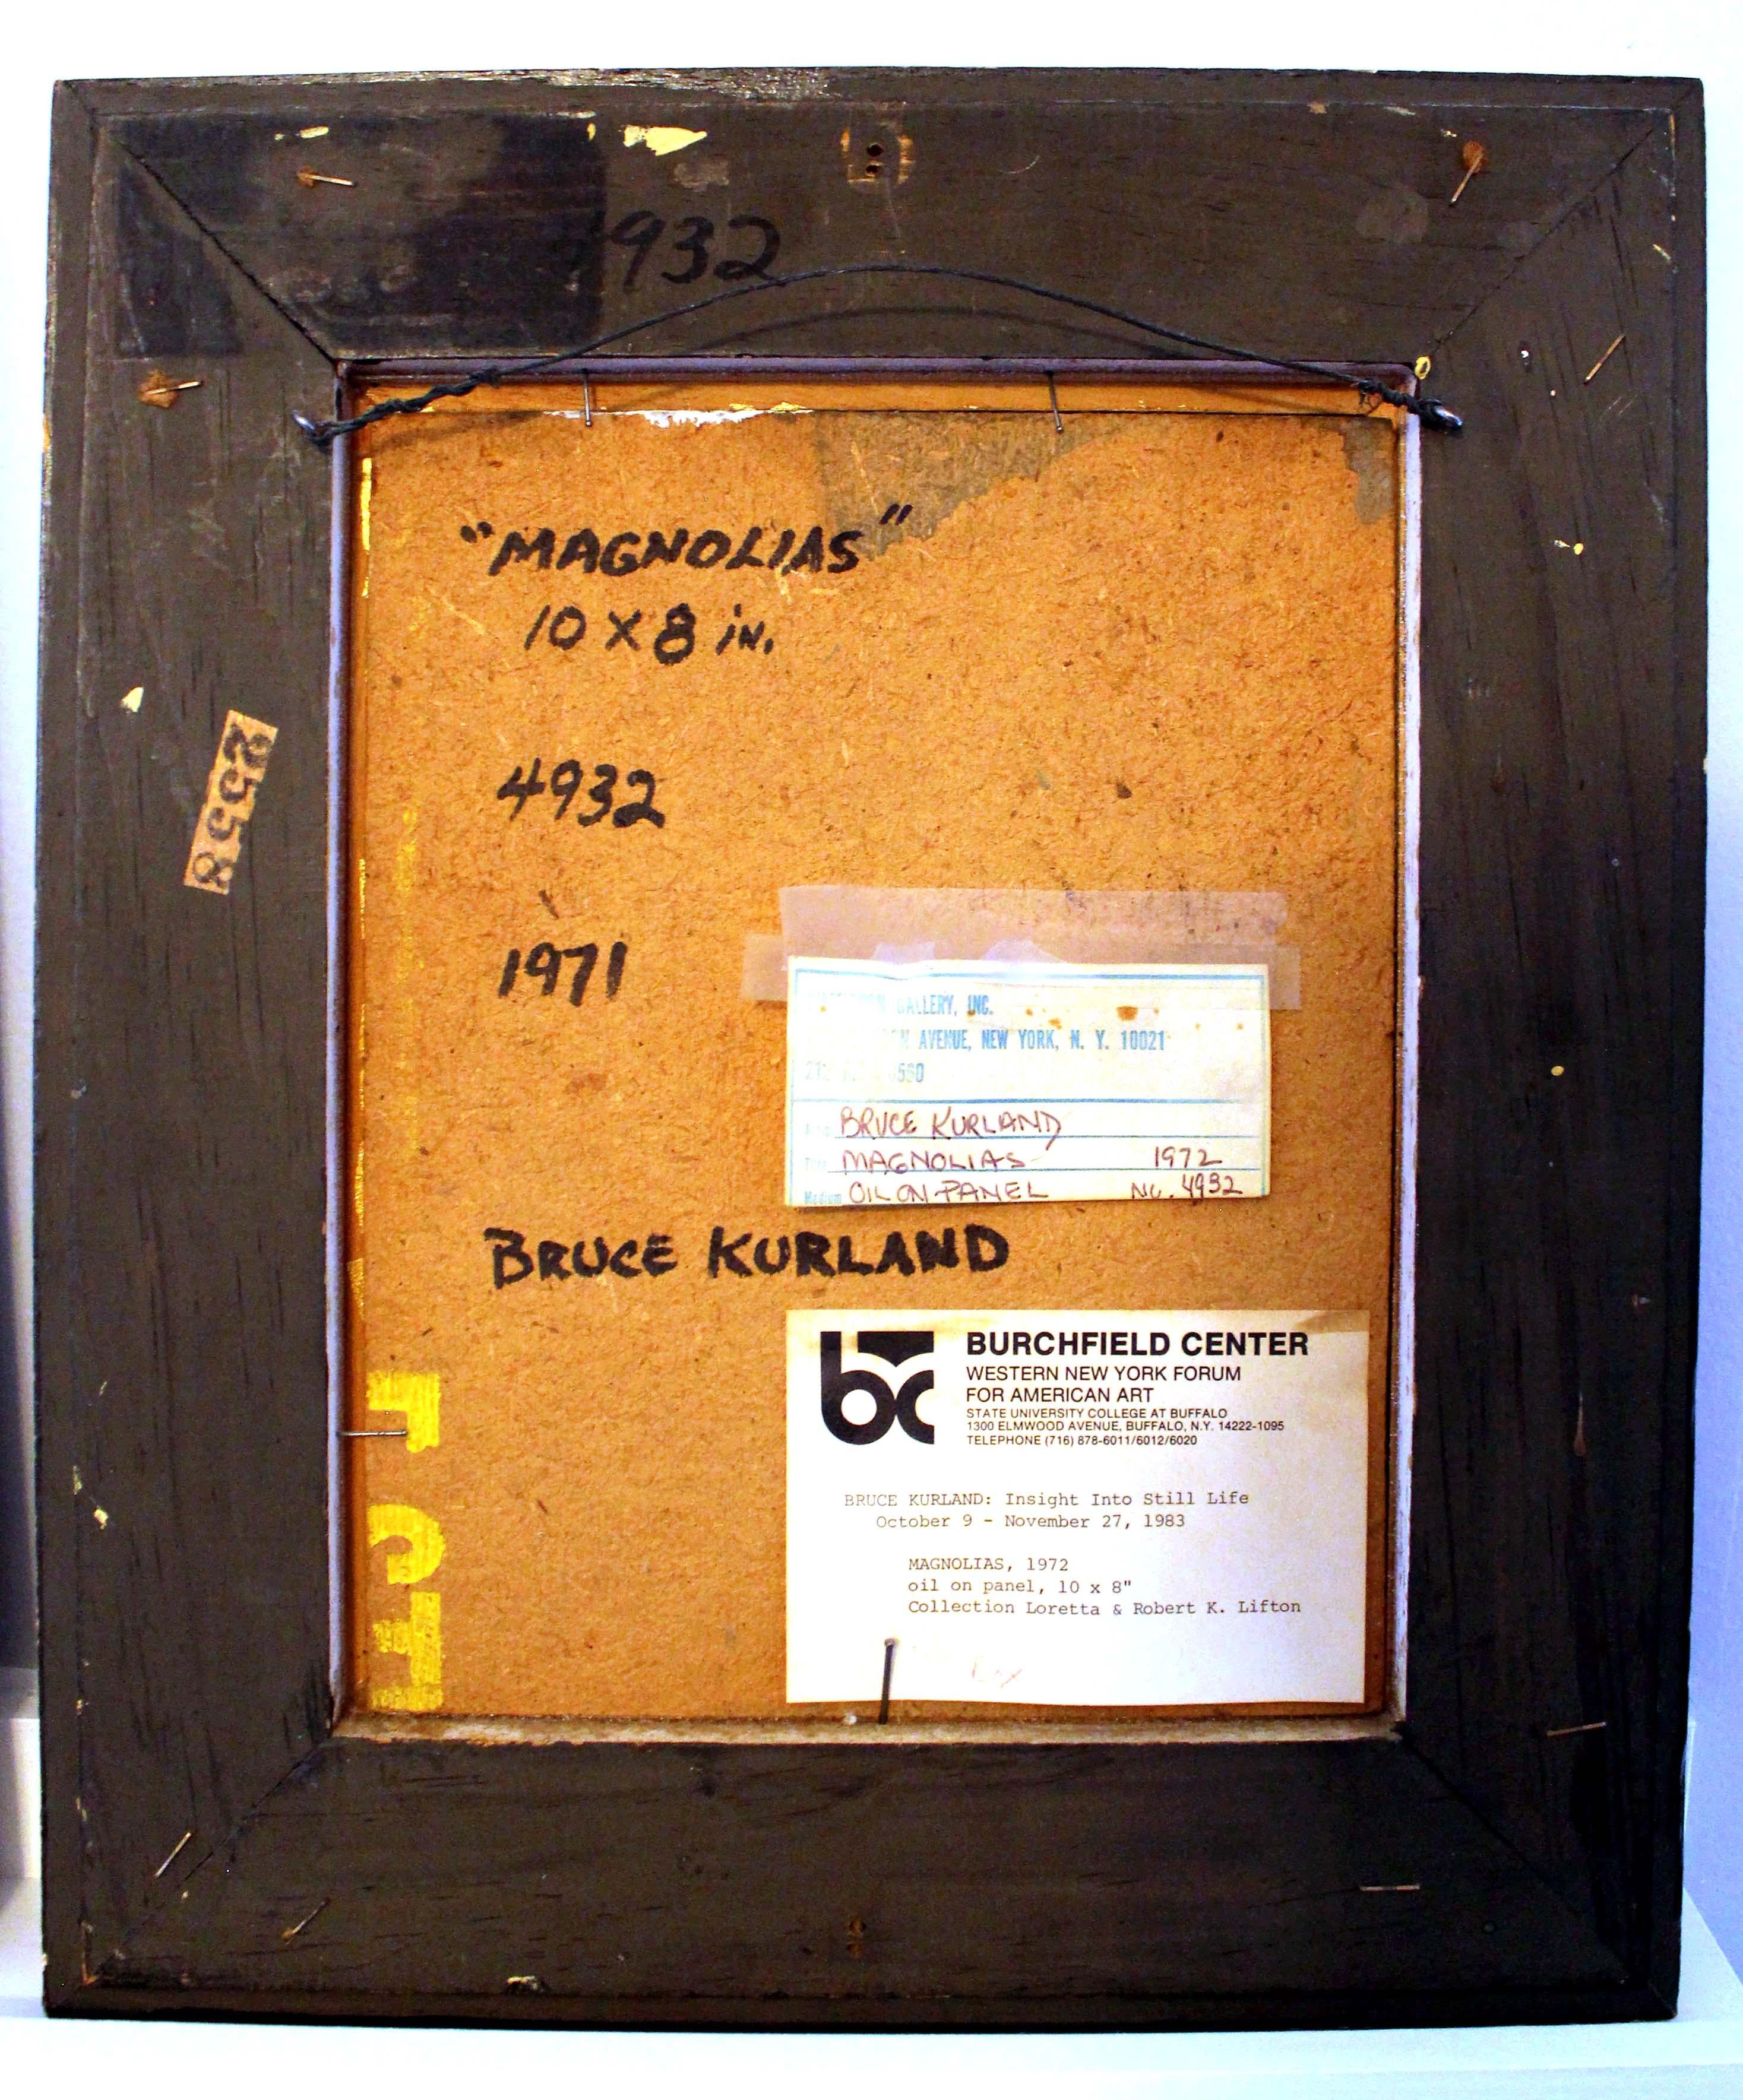 4932
"MAGNOLIAS"
10 X 8 iN.
2558
4932
1971
GALLERY, INC.
AVENUE, NEW YORK, N. Y. 10021
BRUCE KURLAND
MAGNOLIAS 1972
Medium OIL ON PANEL No. 4932
BRUCE KURLAND
bc
BURCHFIELD CENTER
WESTERN NEW YORK FORUM
FOR AMERICAN ART
STATE UNIVERSITY COLLEGE AT BUFFALO
1300 ELMWOOD AVENUE, BUFFALO, N.Y. 14222-1095
TELEPHONE (716) 878-6011/6012/6020
BRUCE KURLAND: Insight Into Still Life
October 9 - November 27, 1983
MAGNOLIAS, 1972
oil on panel, 10 x 8"
Collection Loretta & Robert K. Lifton